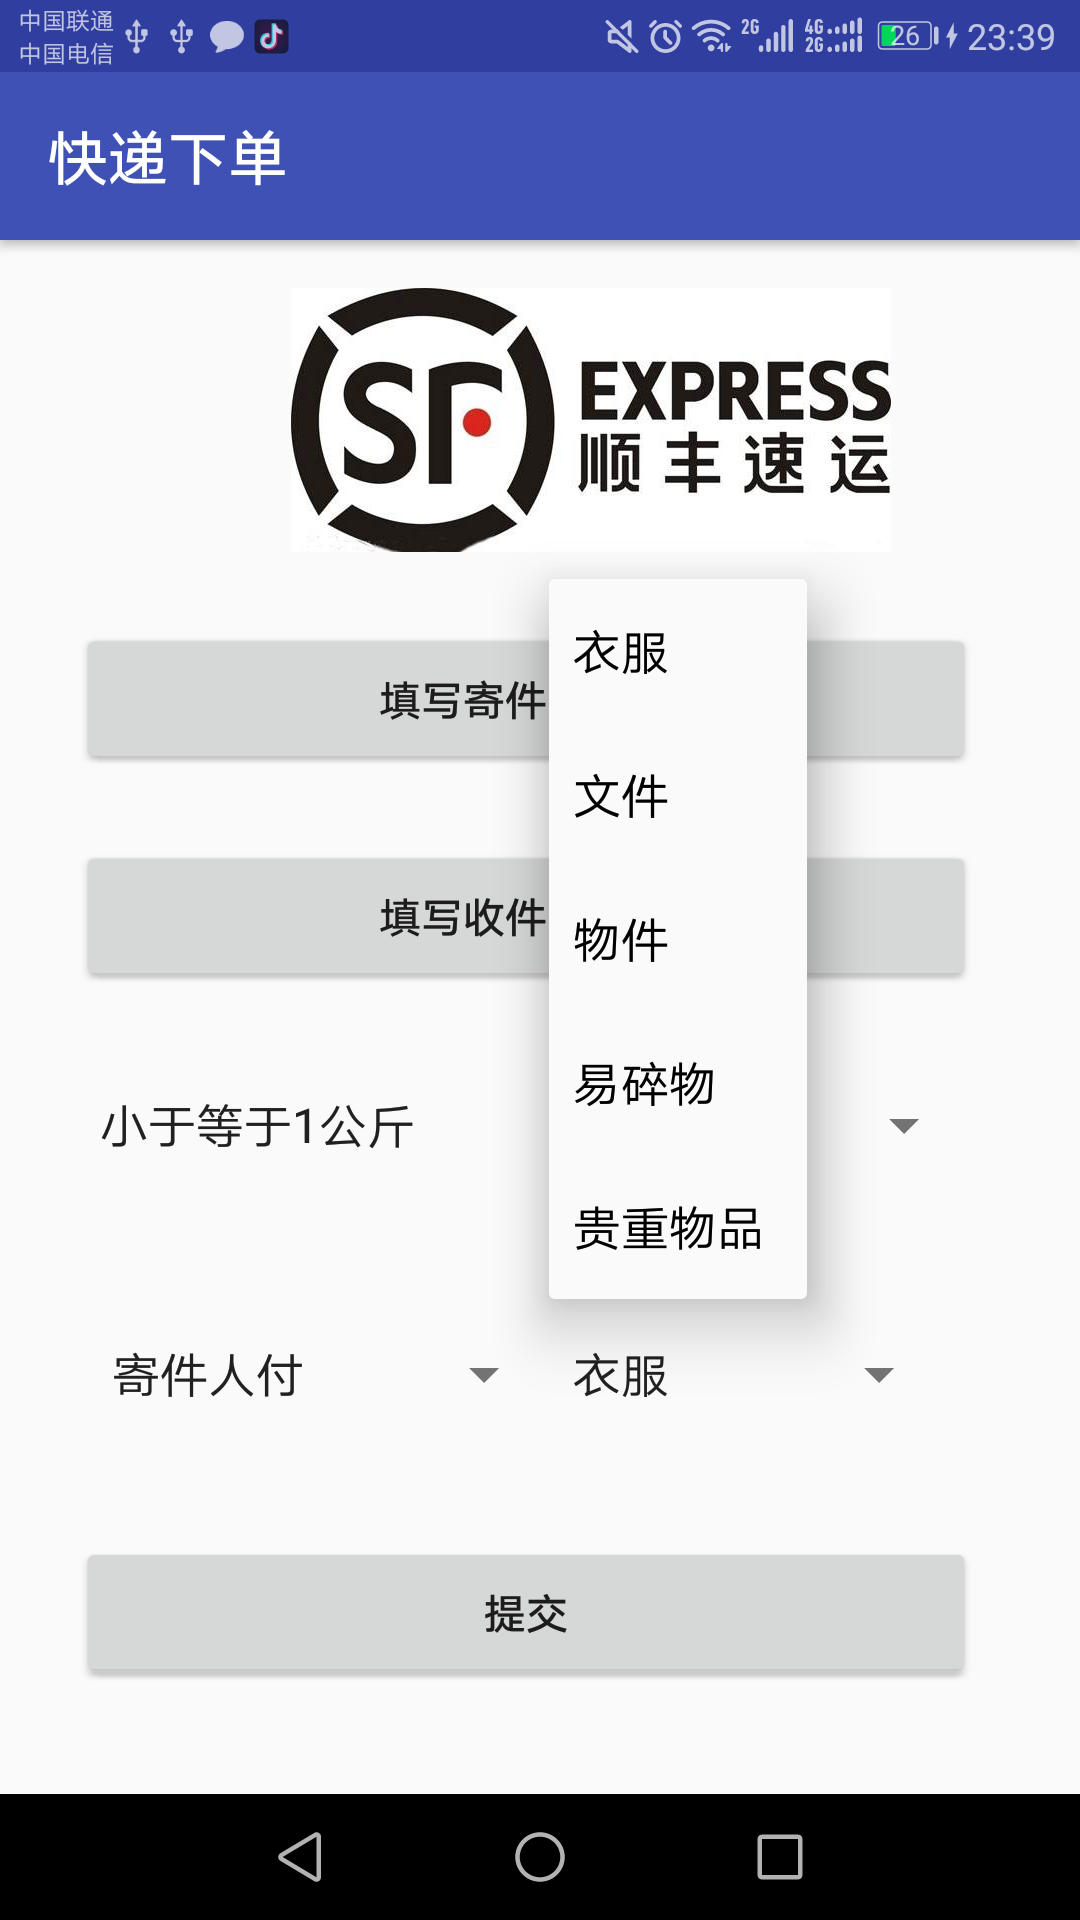 中国联通
中国电信
2G
4G
2G
26
23:39
快递下单
SF
EXPRESS
顺丰速运
填写寄件
填写收件
衣服
文件
物件
易碎物
贵重物品
小于等于1公斤
寄件人付
衣服
提交